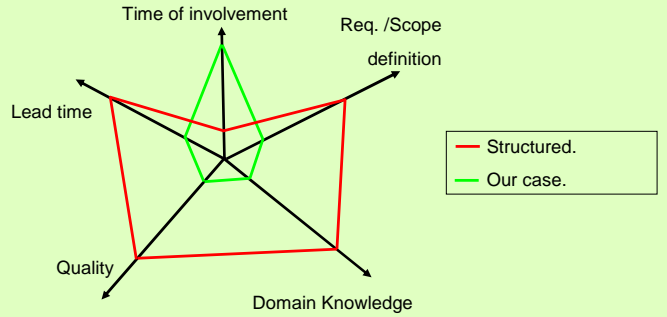 Time of involvement
Req. /Scope
definition
Lead time
Structured.
Our case.
Quality
Domain Knowledge